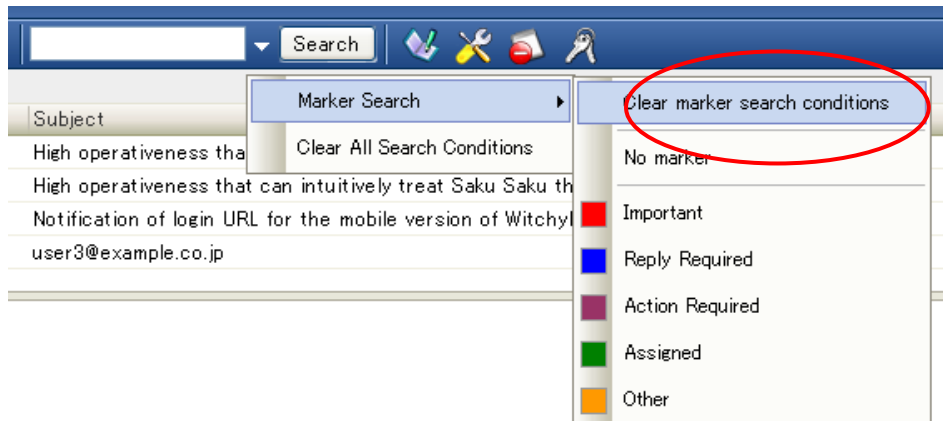 Search
Marker Search
Clear marker search conditions
Subject
Clear All Search Conditions
High operativeness tha
No marker
High operativeness that can intuitively treat Saku Saku th
Important
Notification of login URL for the mobile version of Witchy
user3@example.co.jp
Reply Required
Action Required
Assigned
Other